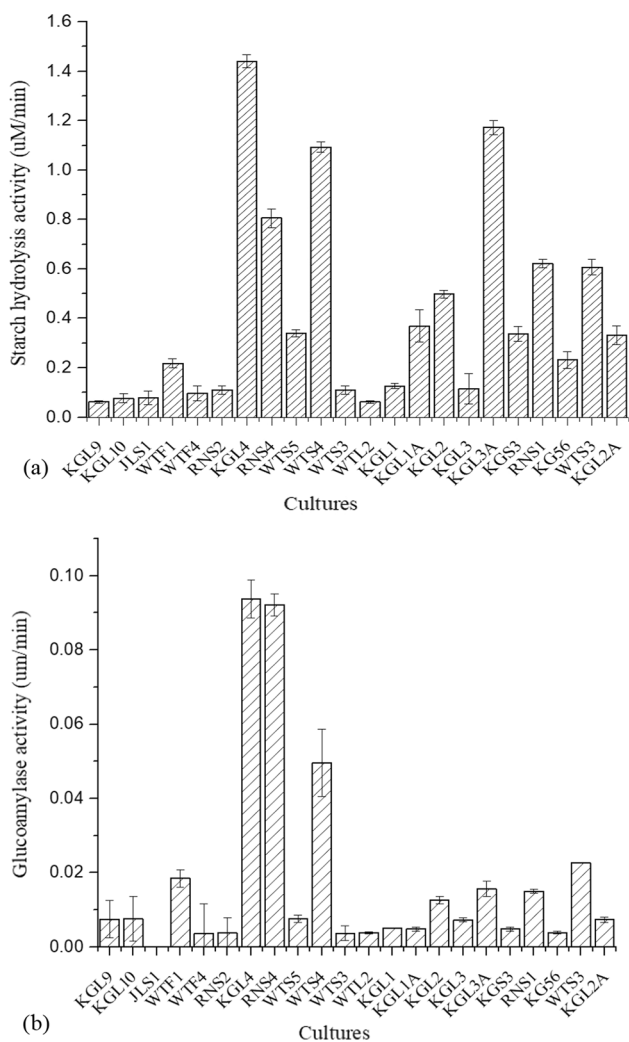 1.6
1.4
1.2
1.0
0.8
0.6
0.4
0.2
0.0
Starch hydrolysis activity (uM/min)
KGL9 KGL10 JLS1 WTF1 WTF4 RNS2 KGL4 RNS4 WTS5 WTS4 WTS3 WTL2 KGL1 KGL1A KGL2 KGL3 KGL3A KGS3 RNS1 KGS6 WTS3 KGL2A
(a)
Cultures
0.10
0.08
0.06
0.04
0.02
0.00
Glucoamylase activity (um/min)
KGL9 KGL10 JLS1 WTF1 WTF4 RNS2 KGL4 RNS4 WTS5 WTS4 WTS3 WTL2 KGL1 KGL1A KGL2 KGL3 KGL3A KGS3 RNS1 KGS6 WTS3 KGL2A
(b)
Cultures